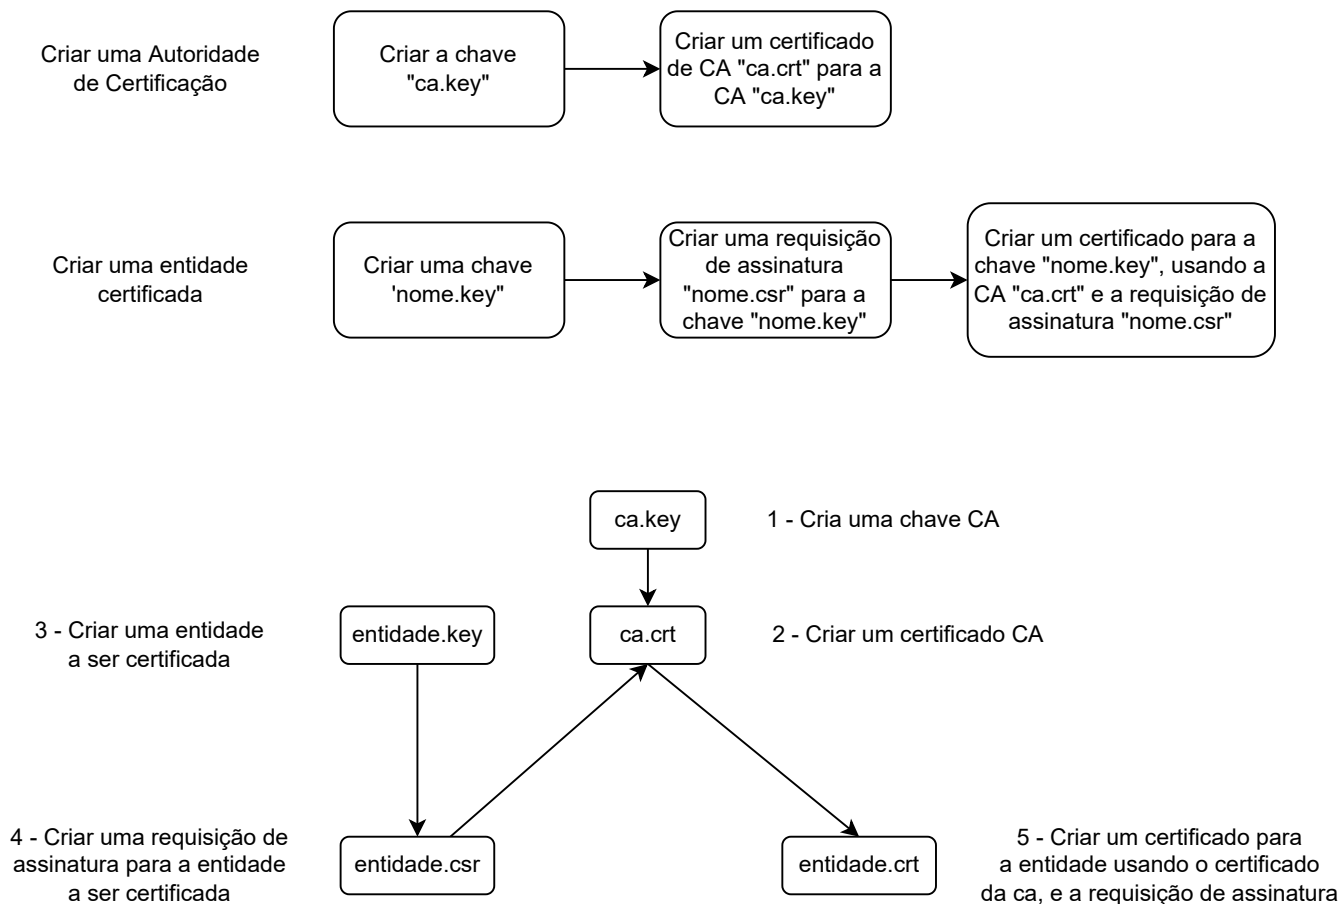 Criar uma Autoridade
de Certificação
Criar a chave
"ca.key"
Criar um certificado
de CA "ca.crt" para a
CA "ca.key"
Criar uma entidade
certificada
Criar uma chave
'nome.key"
Criar uma requisição
de assinatura
"nome.csr" para a
chave "nome.key"
Criar um certificado para a
chave "nome.key", usando a
CA "ca.crt" e a requisição de
assinatura "nome.csr"
ca.key
1 - Cria uma chave CA
3 - Criar uma entidade
a ser certificada
entidade.key
ca.crt
2 - Criar um certificado CA
4 - Criar uma requisição de
assinatura para a entidade
a ser certificada
entidade.csr
entidade.crt
5 - Criar um certificado para
a entidade usando o certificado
da ca, e a requisição de assinatura